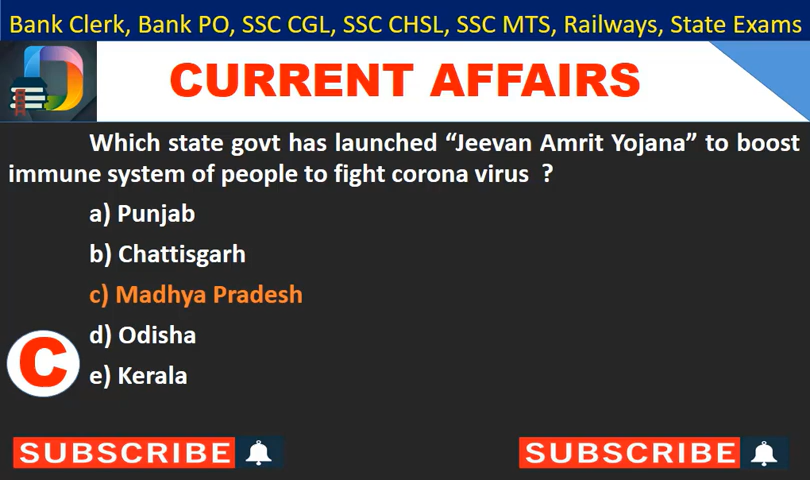 Bank Clerk, Bank PO, SSC CGL, SSC CHSL, SSC MTS, Railways, State Exams
CURRENT AFFAIRS
Which state govt has launched “Jeevan Amrit Yojana” to boost
immune system of people to fight corona virus ?
a) Punjab
b) Chattisgarh
c) Madhya Pradesh
d) Odisha
e) Kerala
C
SUBSCRIBE
SUBSCRIBE